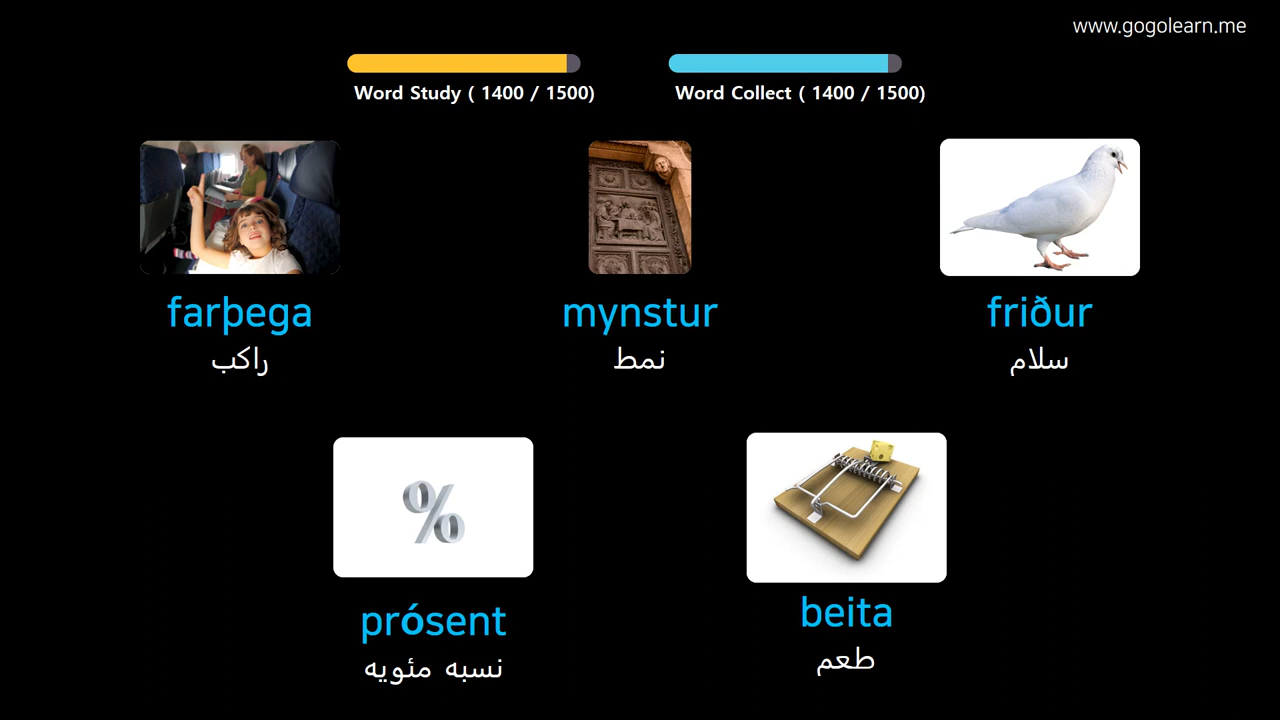 www.gogolearn.me
Word Study ( 1400 / 1500)
Word Collect ( 1400 / 1500)
farþega
راكب
mynstur
نمط
friður
سلام
%
prósent
نسبه مئويه
beita
طعم